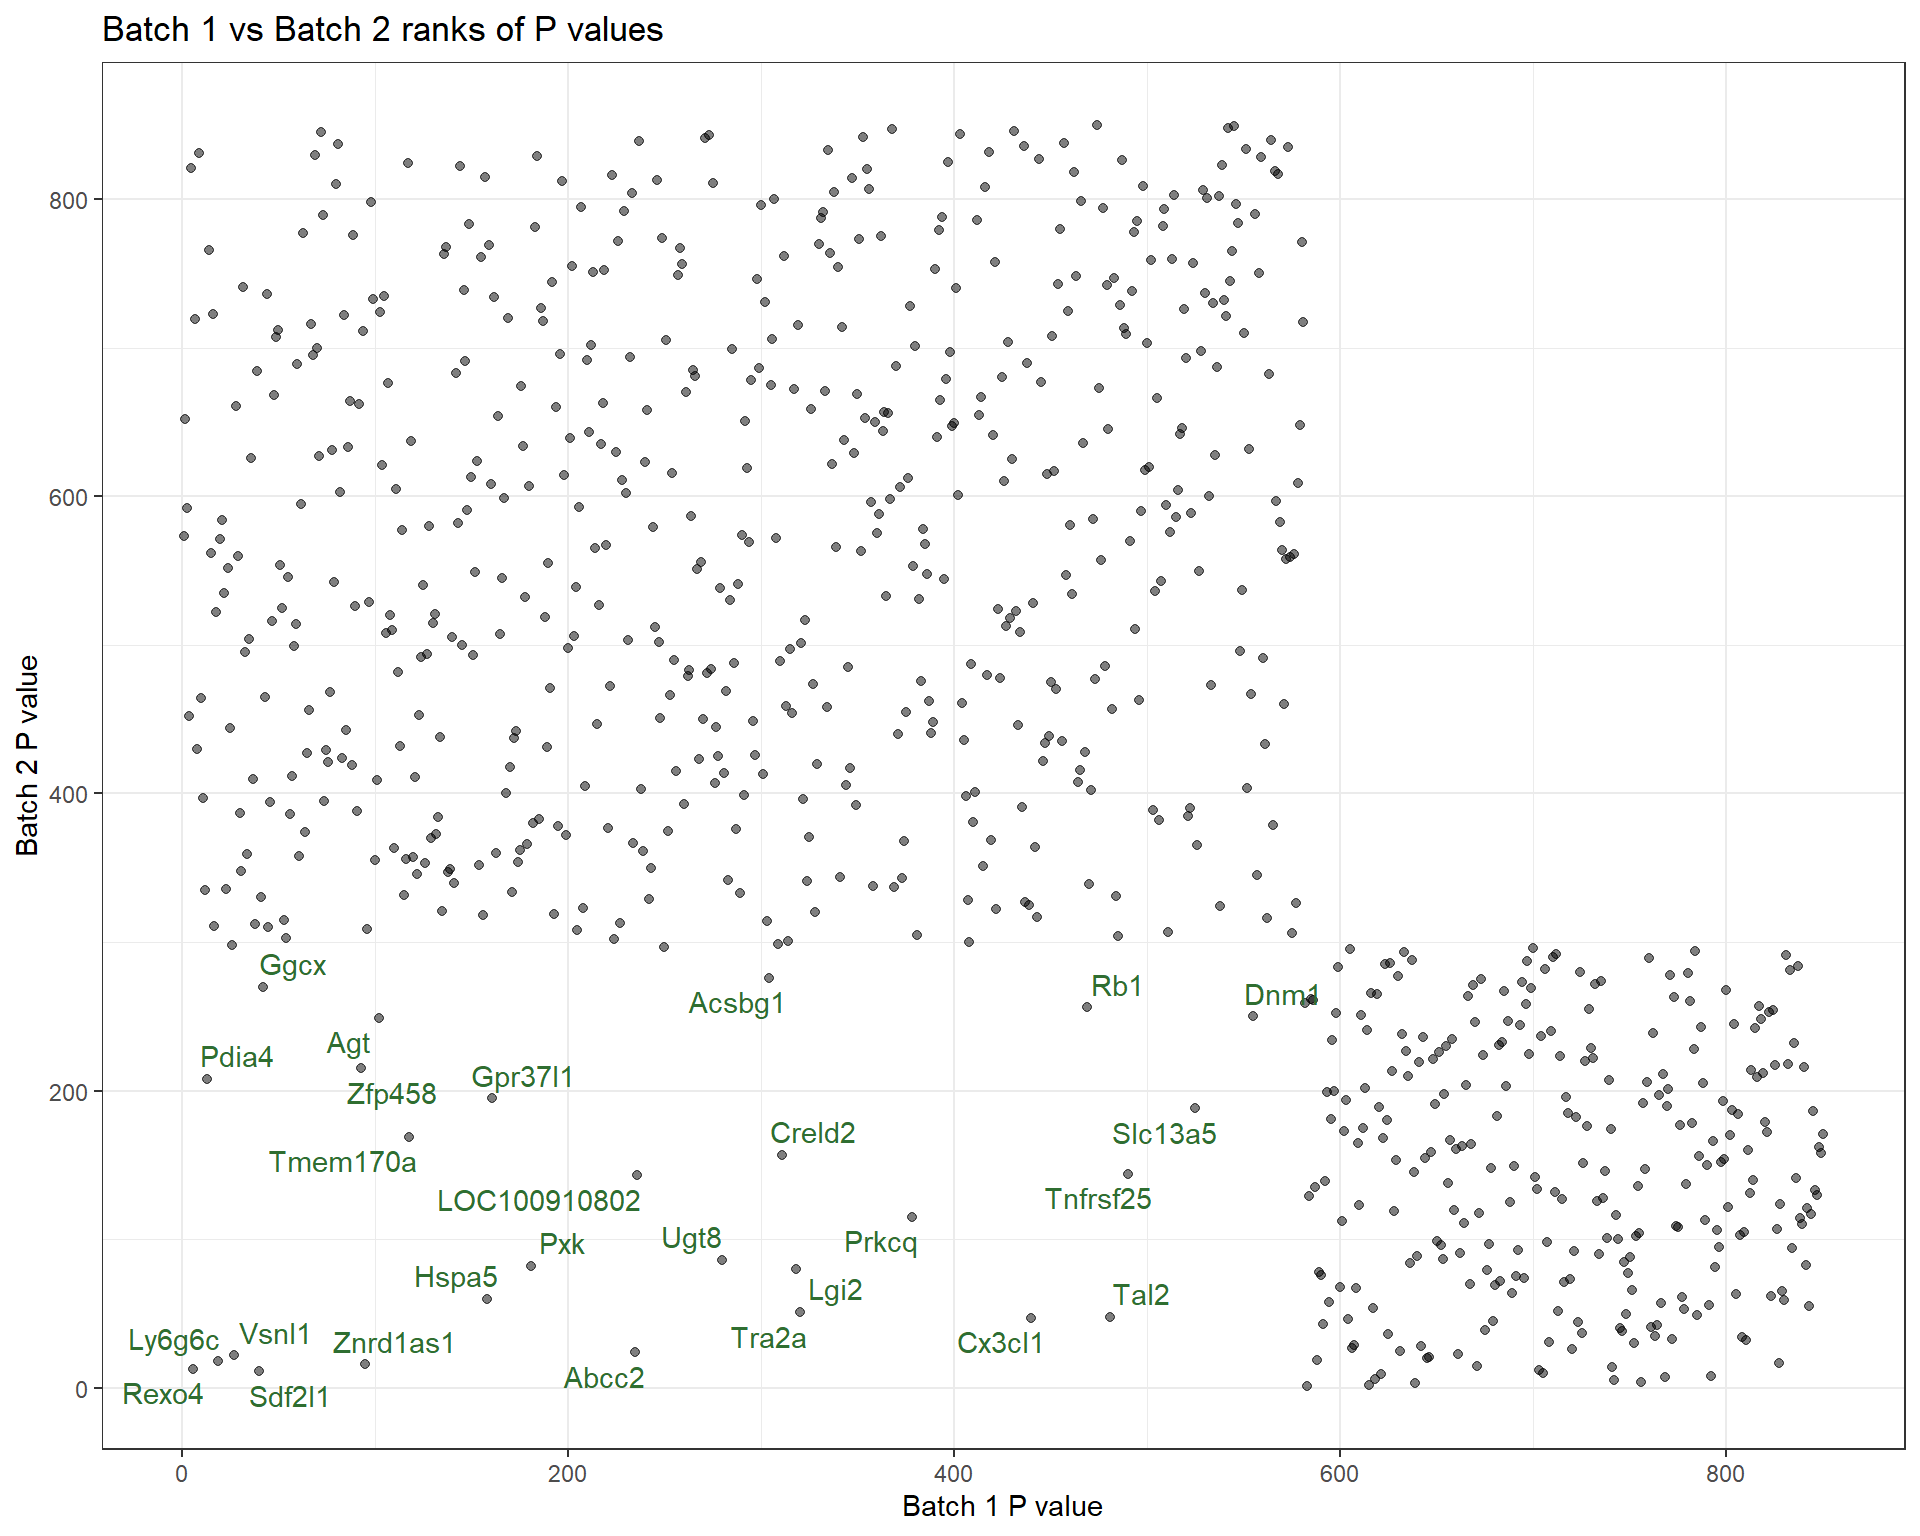 Batch 1 vs Batch 2 ranks of P values
800
600
400
200
0
Batch 2 P value
Ggcx
Acsbg1
Rb1
Dnm1
Agt
Pdia4
Zfp458
Gpr37l1
Creld2
Slc13a5
Tmem170a
LOC100910802
Tnfrsf25
Pxk
Ugt8
Prkcq
Hspa5
Lgi2
Tal2
Ly6g6c
Vsnl1
Znrd1as1
Tra2a
Cx3cl1
Abcc2
Rexo4
Sdf2l1
0
200
400
600
800
Batch 1 P value